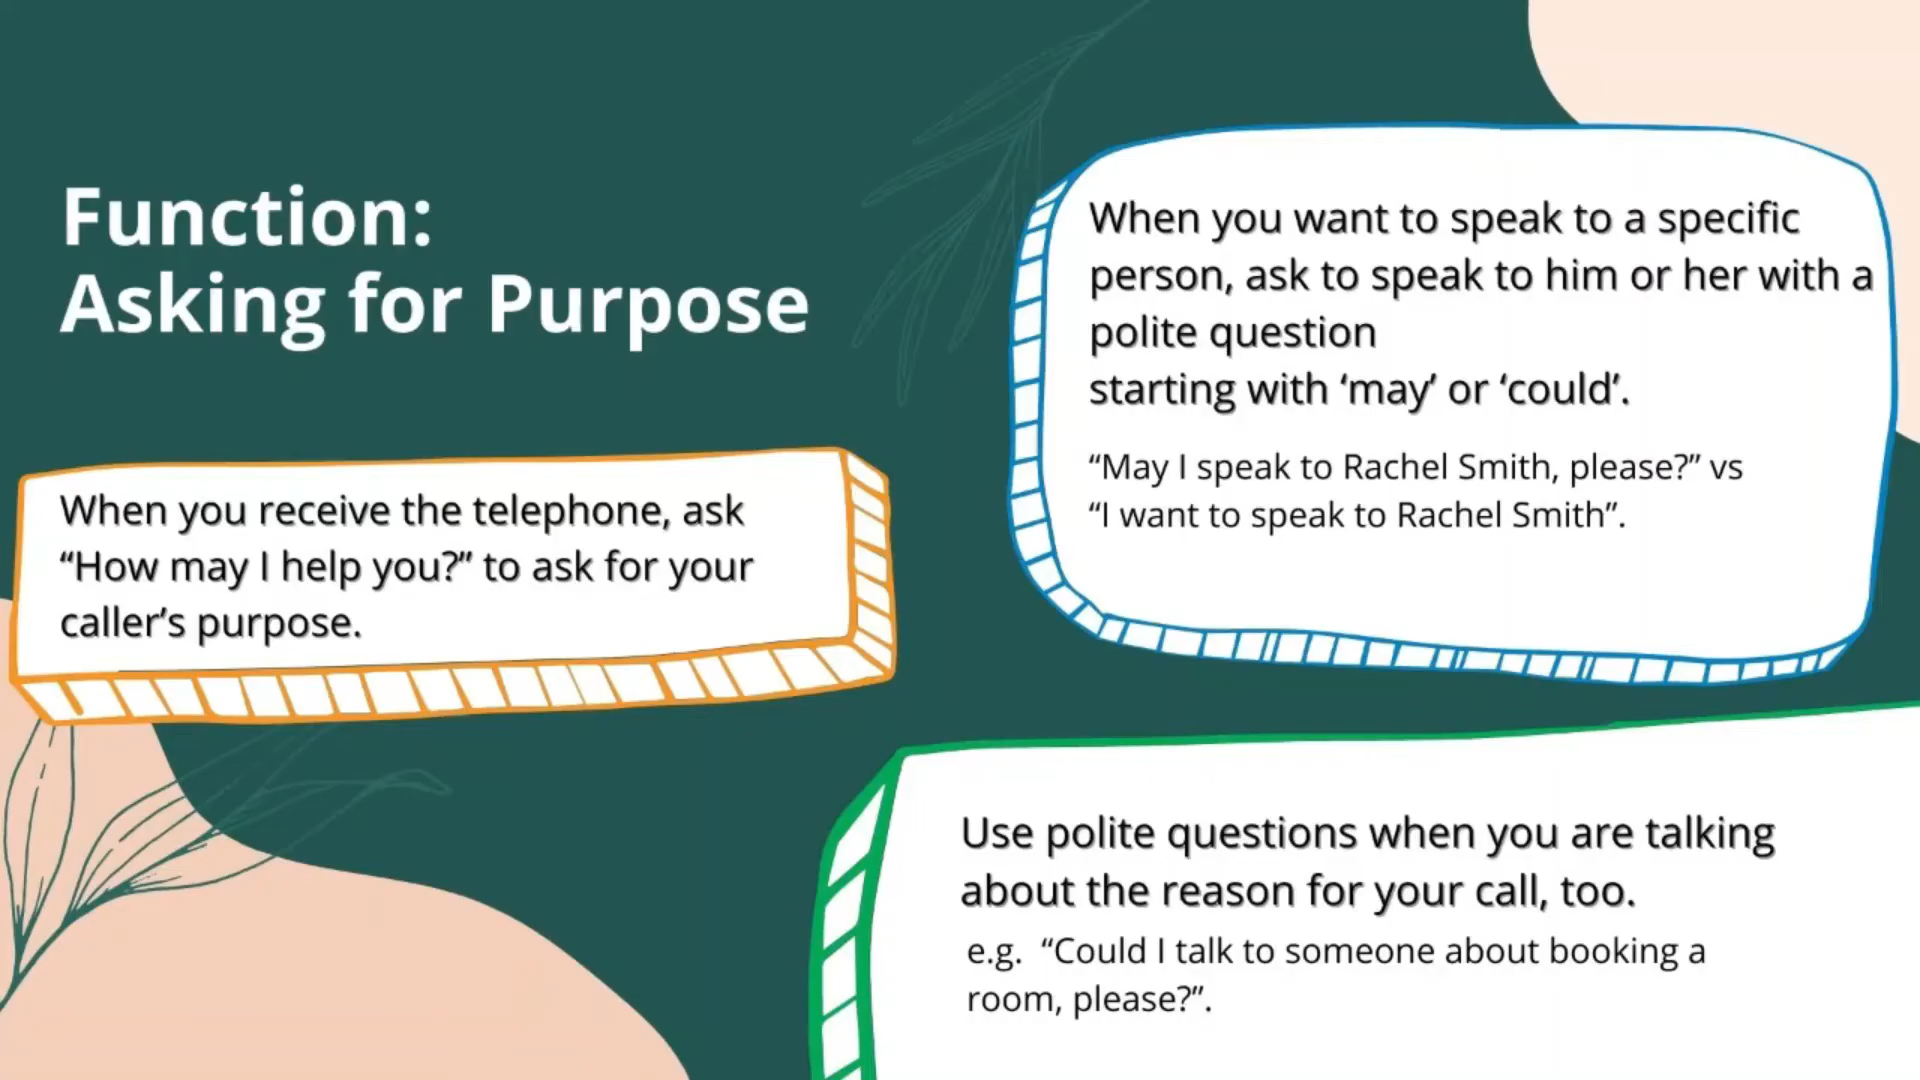 Function:
Asking for Purpose
When you receive the telephone, ask
“How may I help you?” to ask for your
caller’s purpose.
When you want to speak to a specific
person, ask to speak to him or her with a
polite question
starting with ‘may’ or ‘could’.
“May I speak to Rachel Smith, please?” vs
“I want to speak to Rachel Smith”.
Use polite questions when you are talking
about the reason for your call, too.
e.g. “Could I talk to someone about booking a
room, please?”.